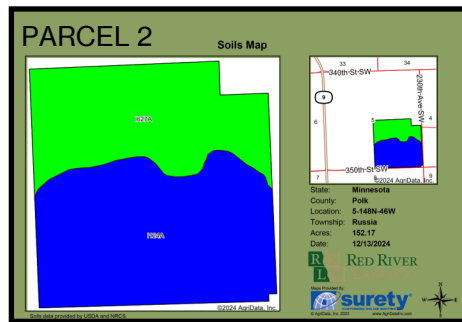 PARCEL 2
Soils Map
I27A
©2024 AgriData, Inc.
Soils data provided by USDA and NRCS.
33
34
340th St SW
230th Ave SW
9
5
4
6
350th St SW
7
8
9
©2024 AgriData, Inc.
State: Minnesota
County: Polk
Location: 5-148N-46W
Township: Russia
Acres: 152.17
Date: 12/13/2024
RED RIVER
Maps Provided By:
surety
© AgriData, Inc. 2023 www.AgriDataInc.com